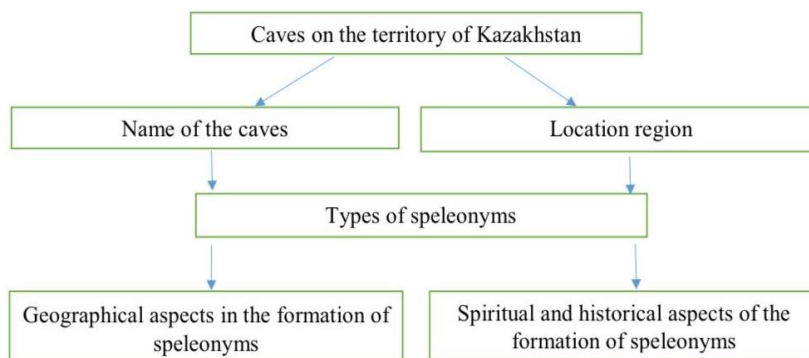 Caves on the territory of Kazakhstan
Name of the caves
Location region
Types of speleonyms
Geographical aspects in the formation of
speleonyms
Spiritual and historical aspects of the
formation of speleonyms